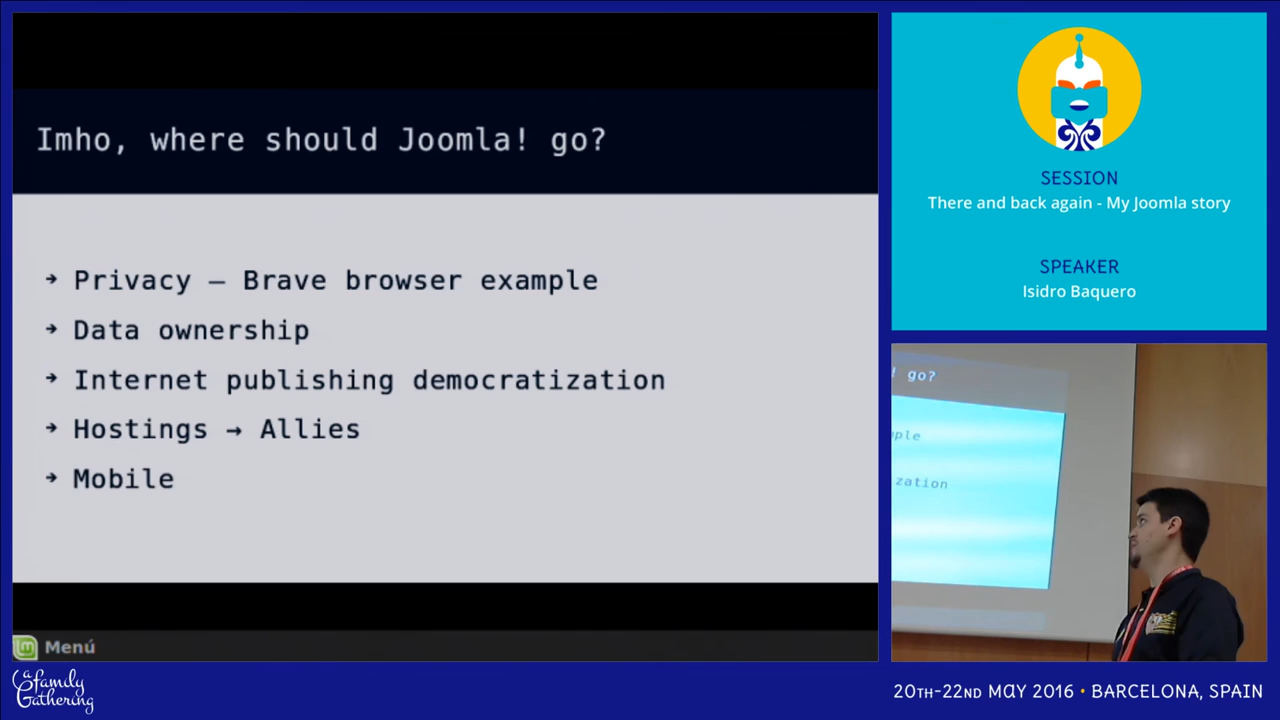 Imho, where should Joomla! go?
➔ Privacy – Brave browser example
➔ Data ownership
➔ Internet publishing democratization
➔ Hostings → Allies
➔ Mobile
Menú
SESSION
There and back again - My Joomla story
SPEAKER
Isidro Baquero
! go?
ple
zation
a family
Gathering
20TH-22ND MAY 2016 • BARCELONA, SPAIN